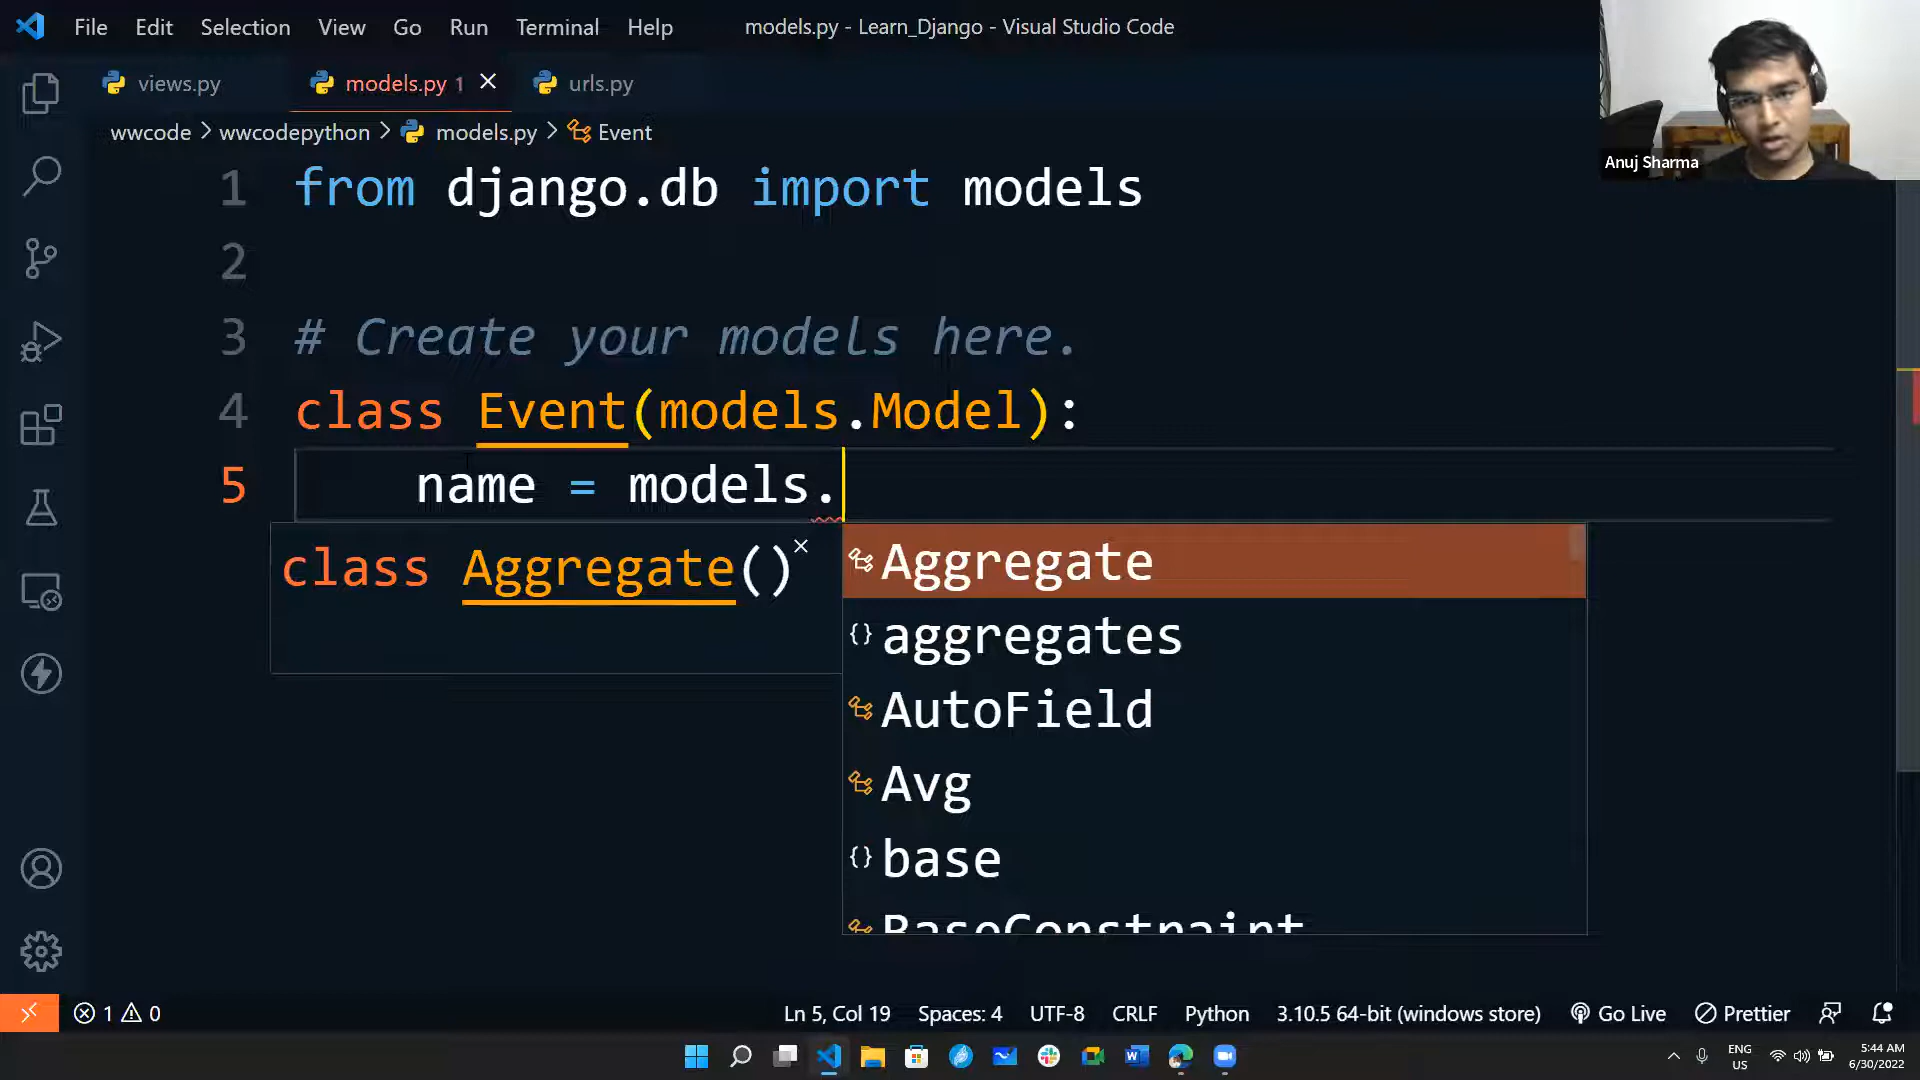 File Edit Selection View Go Run Terminal Help models.py - Learn_Django - Visual Studio Code
views.py models.py 1 urls.py
wwcode > wwcodepython > models.py > Event
Anuj Sharma
1 from django.db import models
2
3 # Create your models here.
4 class Event(models.Model):
5 name = models.
class Aggregate()
Aggregate
aggregates
AutoField
Avg
base
BaseConstraint
1 0 Ln 5, Col 19 Spaces: 4 UTF-8 CRLF Python 3.10.5 64-bit (windows store) Go Live Prettier
ENG
US
5:44 AM
6/30/2022